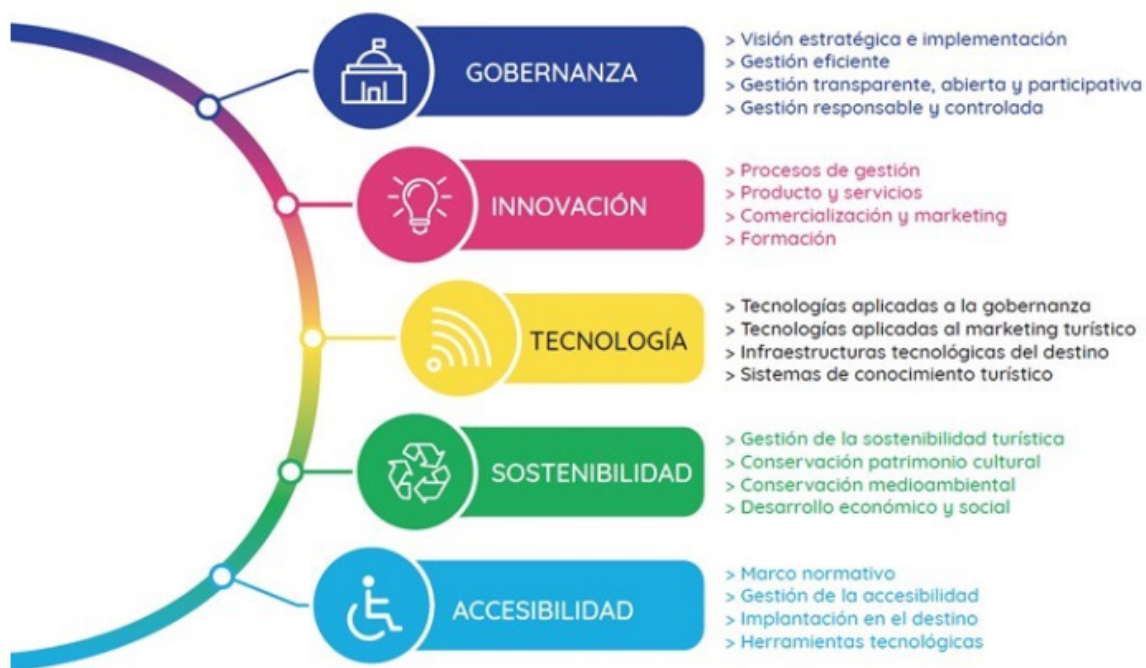 GOBERNANZA
> Visión estratégica e implementación
> Gestión eficiente
> Gestión transparente, abierta y participativa
> Gestión responsable y controlada
INNOVACIÓN
> Procesos de gestión
> Producto y servicios
> Comercialización y marketing
> Formación
TECNOLOGÍA
> Tecnologías aplicadas a la gobernanza
> Tecnologías aplicadas al marketing turístico
> Infraestructuras tecnológicas del destino
> Sistemas de conocimiento turístico
SOSTENIBILIDAD
> Gestión de la sostenibilidad turística
> Conservación patrimonio cultural
> Conservación medioambiental
> Desarrollo económico y social
ACCESIBILIDAD
> Marco normativo
> Gestión de la accesibilidad
> Implantación en el destino
> Herramientas tecnológicas